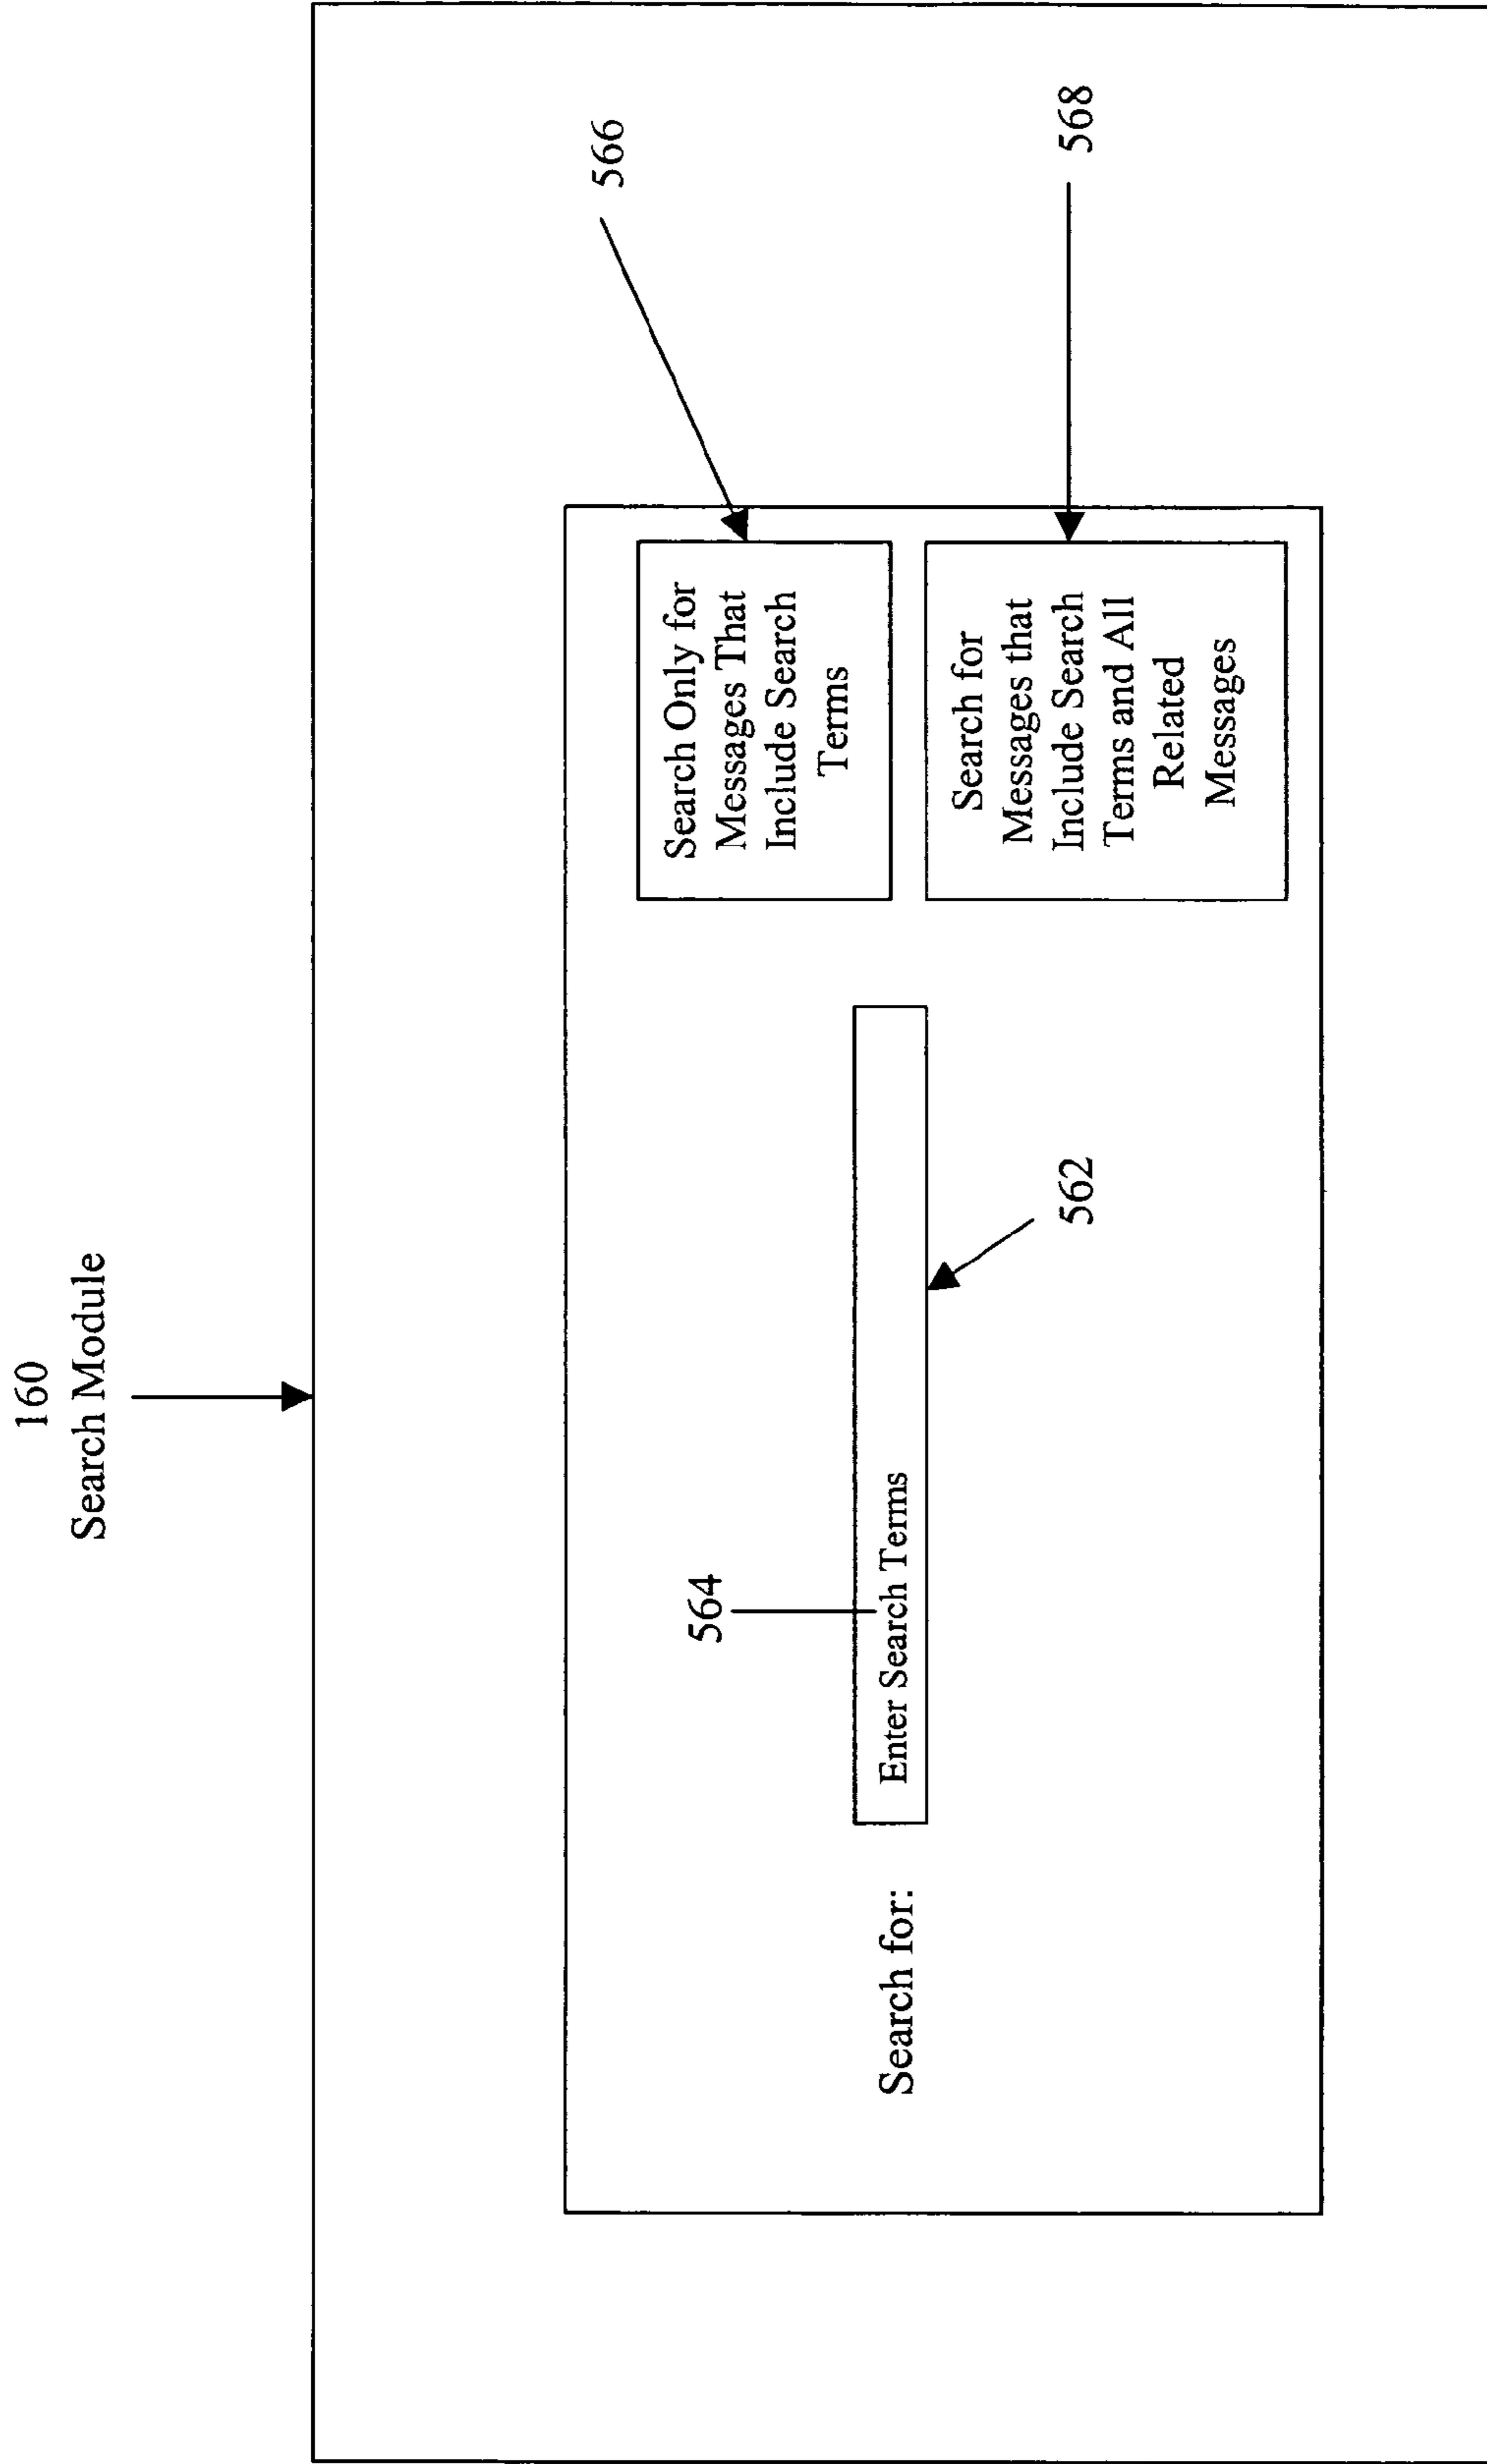 160
Search Module
566
Search Only for
Messages That
Include Search
Terms
564
Search for:
Enter Search Terms
562
Search for
Messages that
Include Search
Terms and All
Related
Messages
568